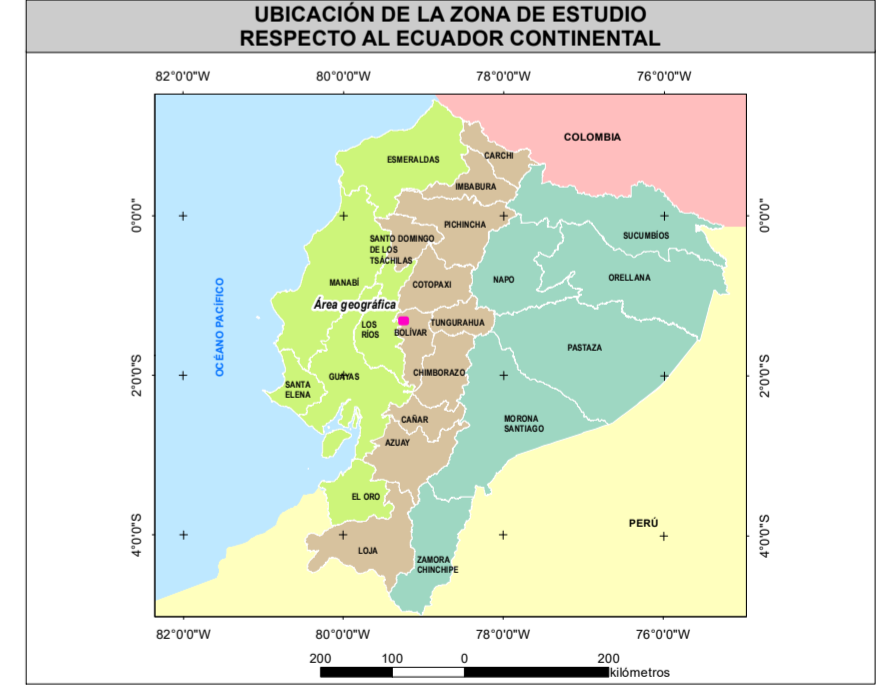 UBICACIÓN DE LA ZONA DE ESTUDIO
RESPECTO AL ECUADOR CONTINENTAL
82°0'0"W 80°0'0"W 78°0'0"W 76°0'0"W
COLOMBIA
ESMERALDAS
CARCHI
IMBABURA
0°0'0"
0°0'0"
PICHINCHA
SANTO DOMINGO
DE LOS
TSÁCHILAS
SUCUMBÍOS
MANABÍ
COTOPAXI
NAPO
ORELLANA
Área geográfica
OCÉANO PACÍFICO
LOS
RÍOS
BOLÍVAR
TUNGURAHUA
PASTAZA
2°0'0"S
2°0'0"S
GUAYAS
CHIMBORAZO
SANTA
ELENA
CAÑAR
MORONA
SANTIAGO
AZUAY
EL ORO
PERÚ
4°0'0"S
4°0'0"S
LOJA
ZAMORA
CHINCHIPE
82°0'0"W 80°0'0"W 78°0'0"W 76°0'0"W
200 100 0 200
kilómetros